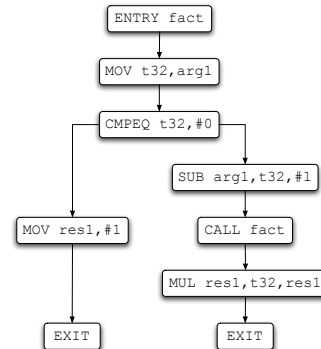 ENTRY fact
MOV t32,arg1
CMPEQ t32,#0
SUB arg1,t32,#1
MOV res1,#1
CALL fact
MUL res1,t32,res1
EXIT
EXIT